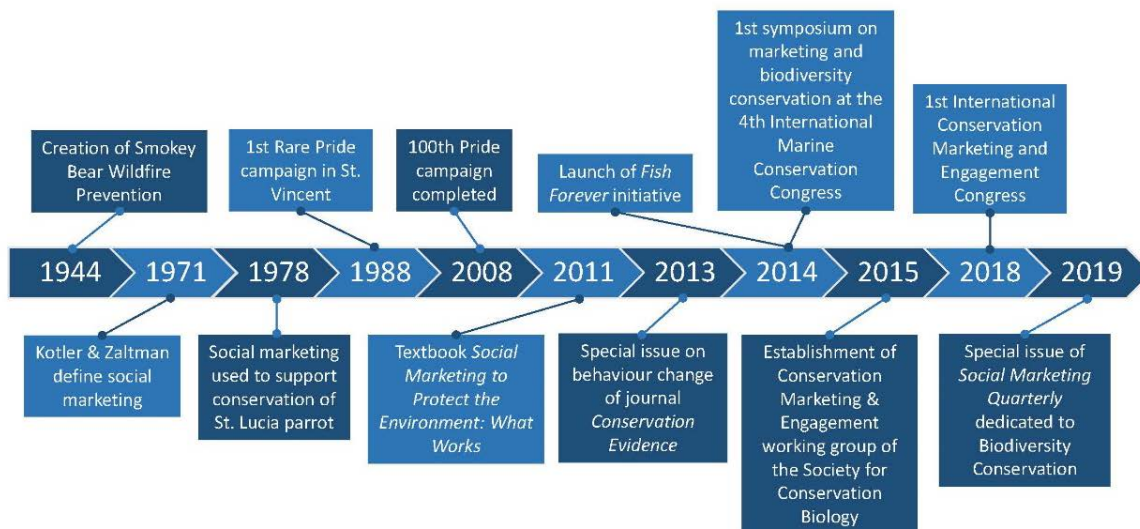 Creation of Smokey
Bear Wildfire
Prevention
1st Rare Pride
campaign in St.
Vincent
100th Pride
campaign
completed
Launch of Fish
Forever initiative
1st symposium on
marketing and
biodiversity
conservation at the
4th International
Marine
Conservation
Congress
1st International
Conservation
Marketing and
Engagement
Congress
1944
1971
1978
1988
2008
2011
2013
2014
2015
2018
2019
Kotler & Zaltman
define social
marketing
Social marketing
used to support
conservation of
St. Lucia parrot
Textbook Social
Marketing to
Protect the
Environment: What
Works
Special issue on
behaviour change
of journal
Conservation
Evidence
Establishment of
Conservation
Marketing &
Engagement
working group of
the Society for
Conservation
Biology
Special issue of
Social Marketing
Quarterly
dedicated to
Biodiversity
Conservation